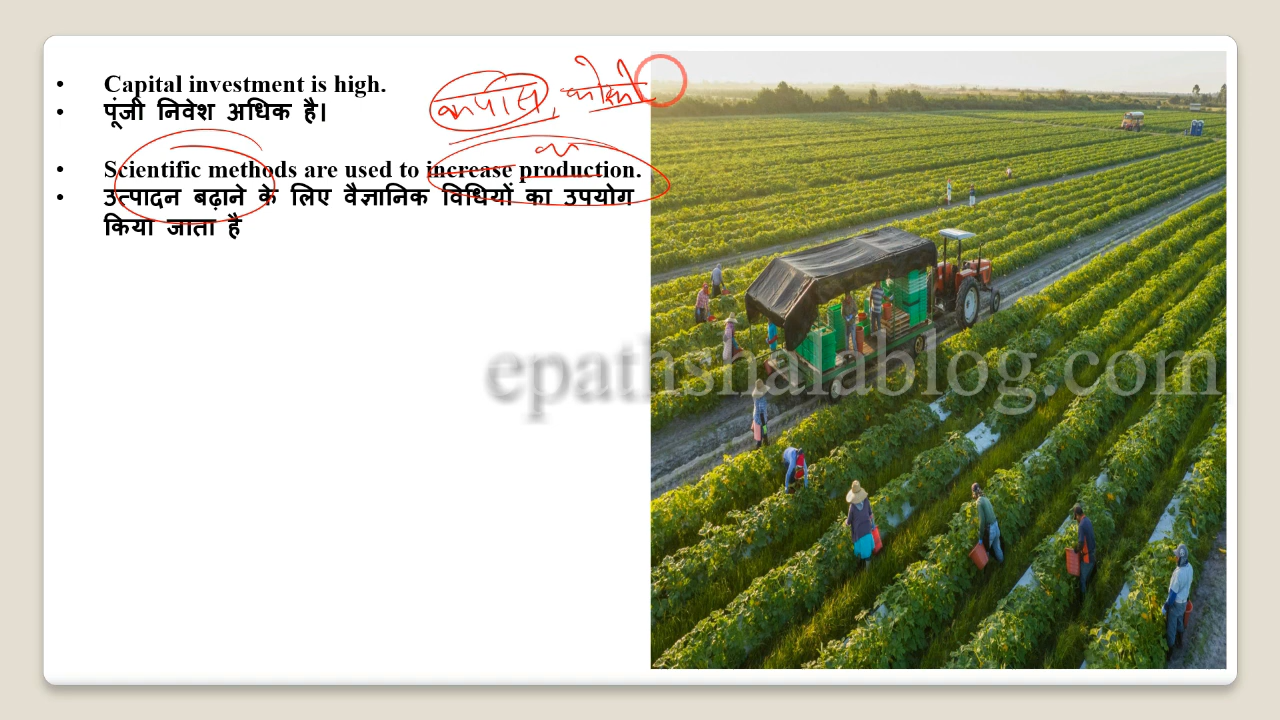 Capital investment is high.
पूंजी निवेश अधिक है।
कपास,
Scientific methods are used to increase production.
उत्पादन बढ़ाने के लिए वैज्ञानिक विधियों का उपयोग
किया जाता है
epathshalablog.com